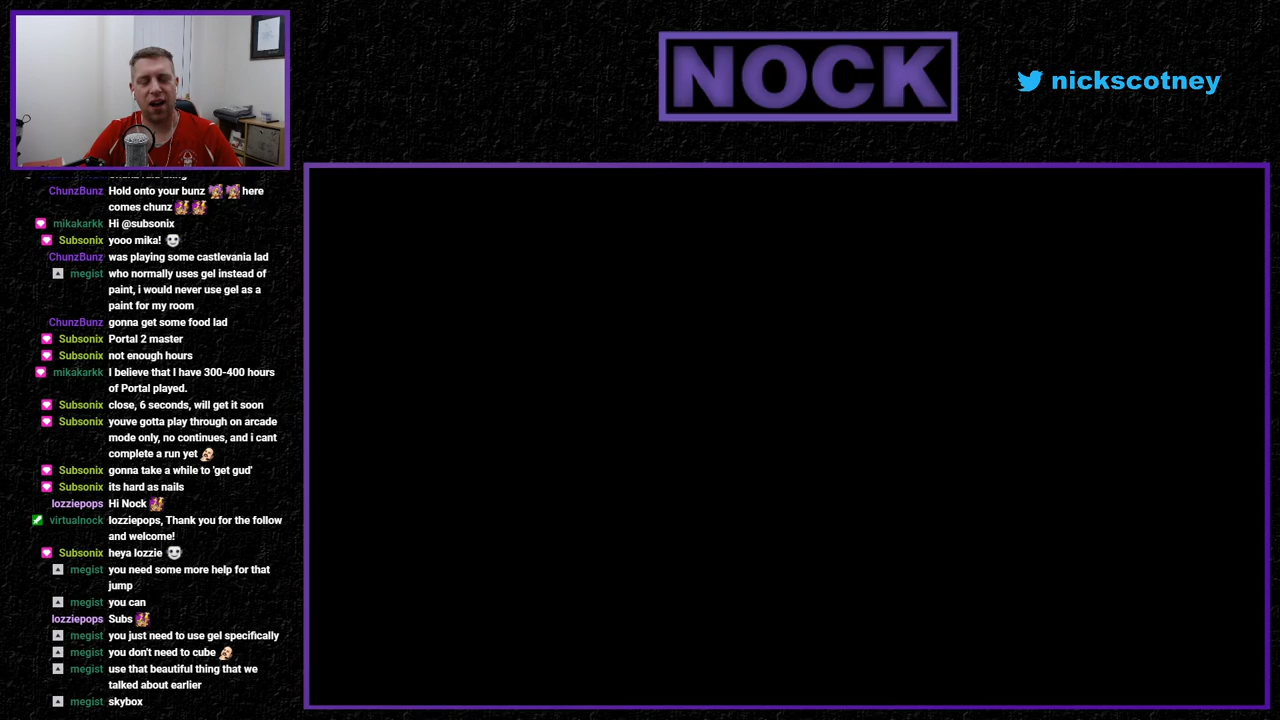 NOCK
nickscotney
ChunzBunz Hold onto your bunz here
comes chunz
mikakarkk Hi @subsonix
Subsonix yooo mika!
ChunzBunz was playing some castlevania lad
megist who normally uses gel instead of
paint, i would never use gel as a
paint for my room
ChunzBunz gonna get some food lad
Subsonix Portal 2 master
Subsonix not enough hours
mikakarkk I believe that I have 300-400 hours
of Portal played.
Subsonix close, 6 seconds, will get it soon
Subsonix youve gotta play through on arcade
mode only, no continues, and i cant
complete a run yet
Subsonix gonna take a while to 'get gud'
Subsonix its hard as nails
lozziepops Hi Nock
virtualnock lozziepops, Thank you for the follow
and welcome!
Subsonix heya lozzie
megist you need some more help for that
jump
megist you can
lozziepops Subs
megist you just need to use gel specifically
megist you don't need to cube
megist use that beautiful thing that we
talked about earlier
megist skybox